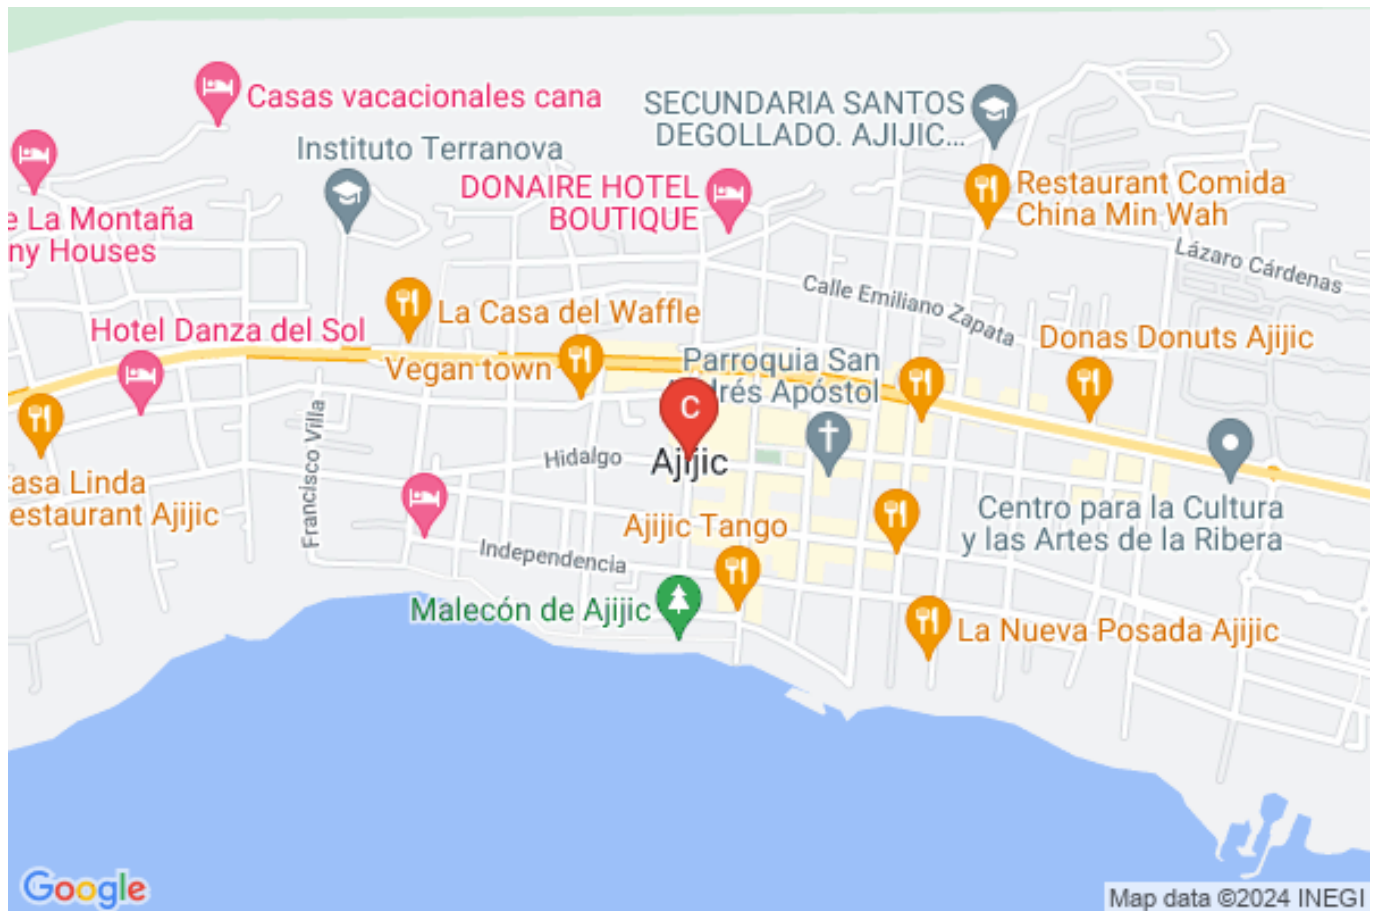 Casas vacacionales cana
SECUNDARIA SANTOS
DEGOLLADO. AJIJIC...
Instituto Terranova
DONAIRE HOTEL
BOUTIQUE
Restaurant Comida
China Min Wah
e La Montaña
ny Houses
Lázaro Cárdenas
Calle Emiliano Zapata
La Casa del Waffle
Hotel Danza del Sol
Donas Donuts Ajijic
Vegan town
Parroquia San
drés Apóstol
C
Francisco Villa
Hidalgo
Ajijic
asa Linda
estaurant Ajijic
Centro para la Cultura
y las Artes de la Ribera
Ajijic Tango
Independencia
Malecón de Ajijic
La Nueva Posada Ajijic
Google
Map data ©2024 INEGI